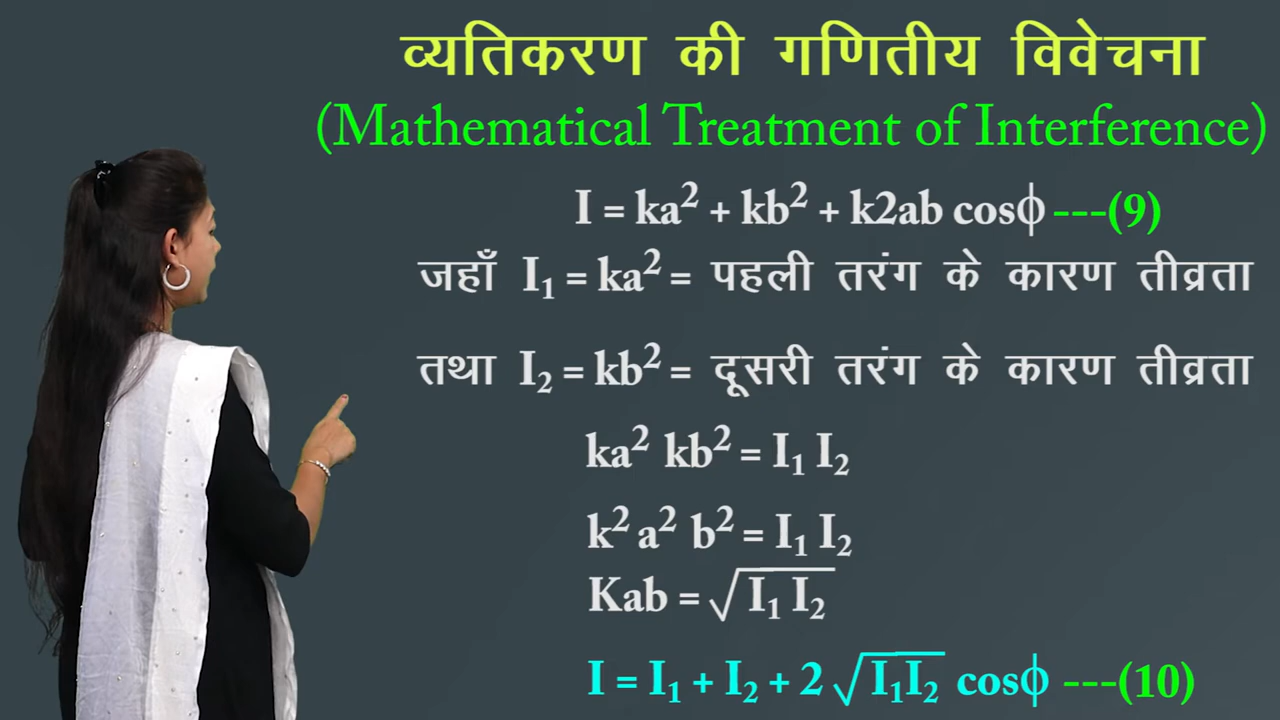 व्यतिकरण की गणितीय विवेचना
(Mathematical Treatment of Interference)
I = ka² + kb² + k2ab cosϕ ---(9)
जहाँ I₁ = ka² = पहली तरंग के कारण तीव्रता
तथा I₂ = kb² = दूसरी तरंग के कारण तीव्रता
ka² kb² = I₁ I₂
k² a² b² = I₁ I₂
Kab = √I₁ I₂
I = I₁ + I₂ + 2 √I₁I₂ cosϕ ---(10)